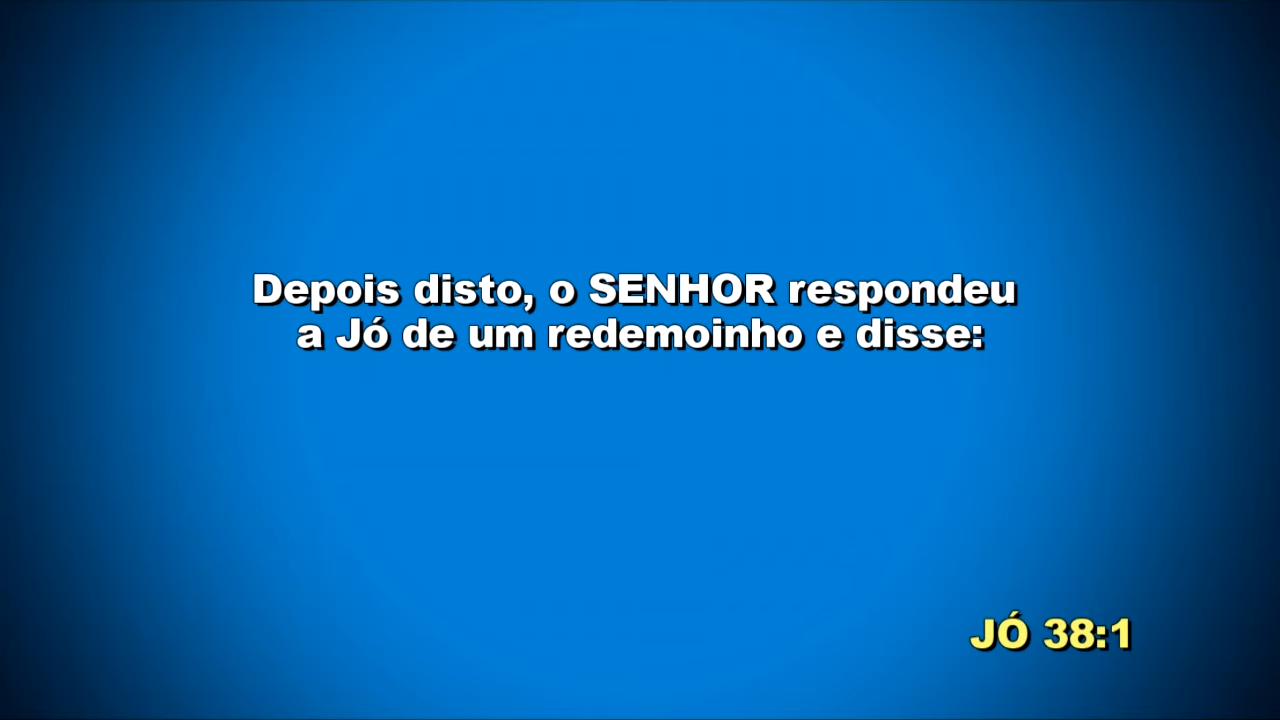 Depois disto, o SENHOR respondeu
a Jó de um redemoinho e disse:
JÓ 38:1